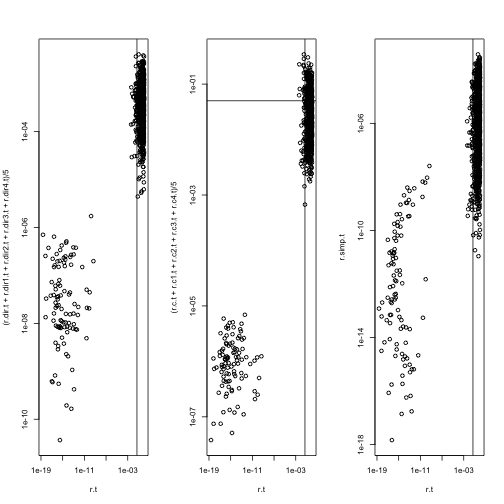 (r.dir.t + r.dir1.t + r.dir2.t + r.dir3.t + r.dir4.t)/5
1e-10 1e-08 1e-06 1e-04
1e-19 1e-11 1e-03
r.t
(r.c.t + r.c1.t + r.c2.t + r.c3.t + r.c4.t)/5
1e-07 1e-05 1e-03 1e-01
1e-19 1e-11 1e-03
r.t
r.simp.t
1e-18 1e-14 1e-10 1e-06
1e-19 1e-11 1e-03
r.t